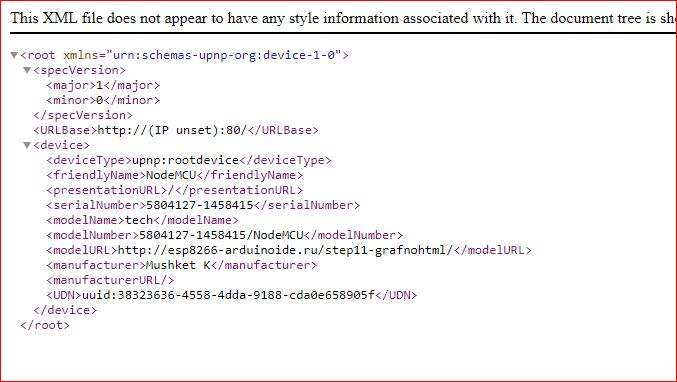 This XML file does not appear to have any style information associated with it. The document tree is
<root xmlns="urn:schemas-upnp-org:device-1-0">
<specVersion>
<major>1</major>
<minor>0</minor>
</specVersion>
<URLBase>http://(IP unset):80/</URLBase>
<device>
<deviceType>upnp:rootdevice</deviceType>
<friendlyName>NodeMCU</friendlyName>
<presentationURL>/</presentationURL>
<serialNumber>5804127-1458415</serialNumber>
<modelName>tech</modelName>
<modelNumber>5804127-1458415/NodeMCU</modelNumber>
<modelURL>http://esp8266-arduinoide.ru/step11-grafnohtml/</modelURL>
<manufacturer>Mushket K</manufacturer>
<manufacturerURL/>
<UDN>uuid:38323636-4558-4dda-9188-cda0e658905f</UDN>
</device>
</root>